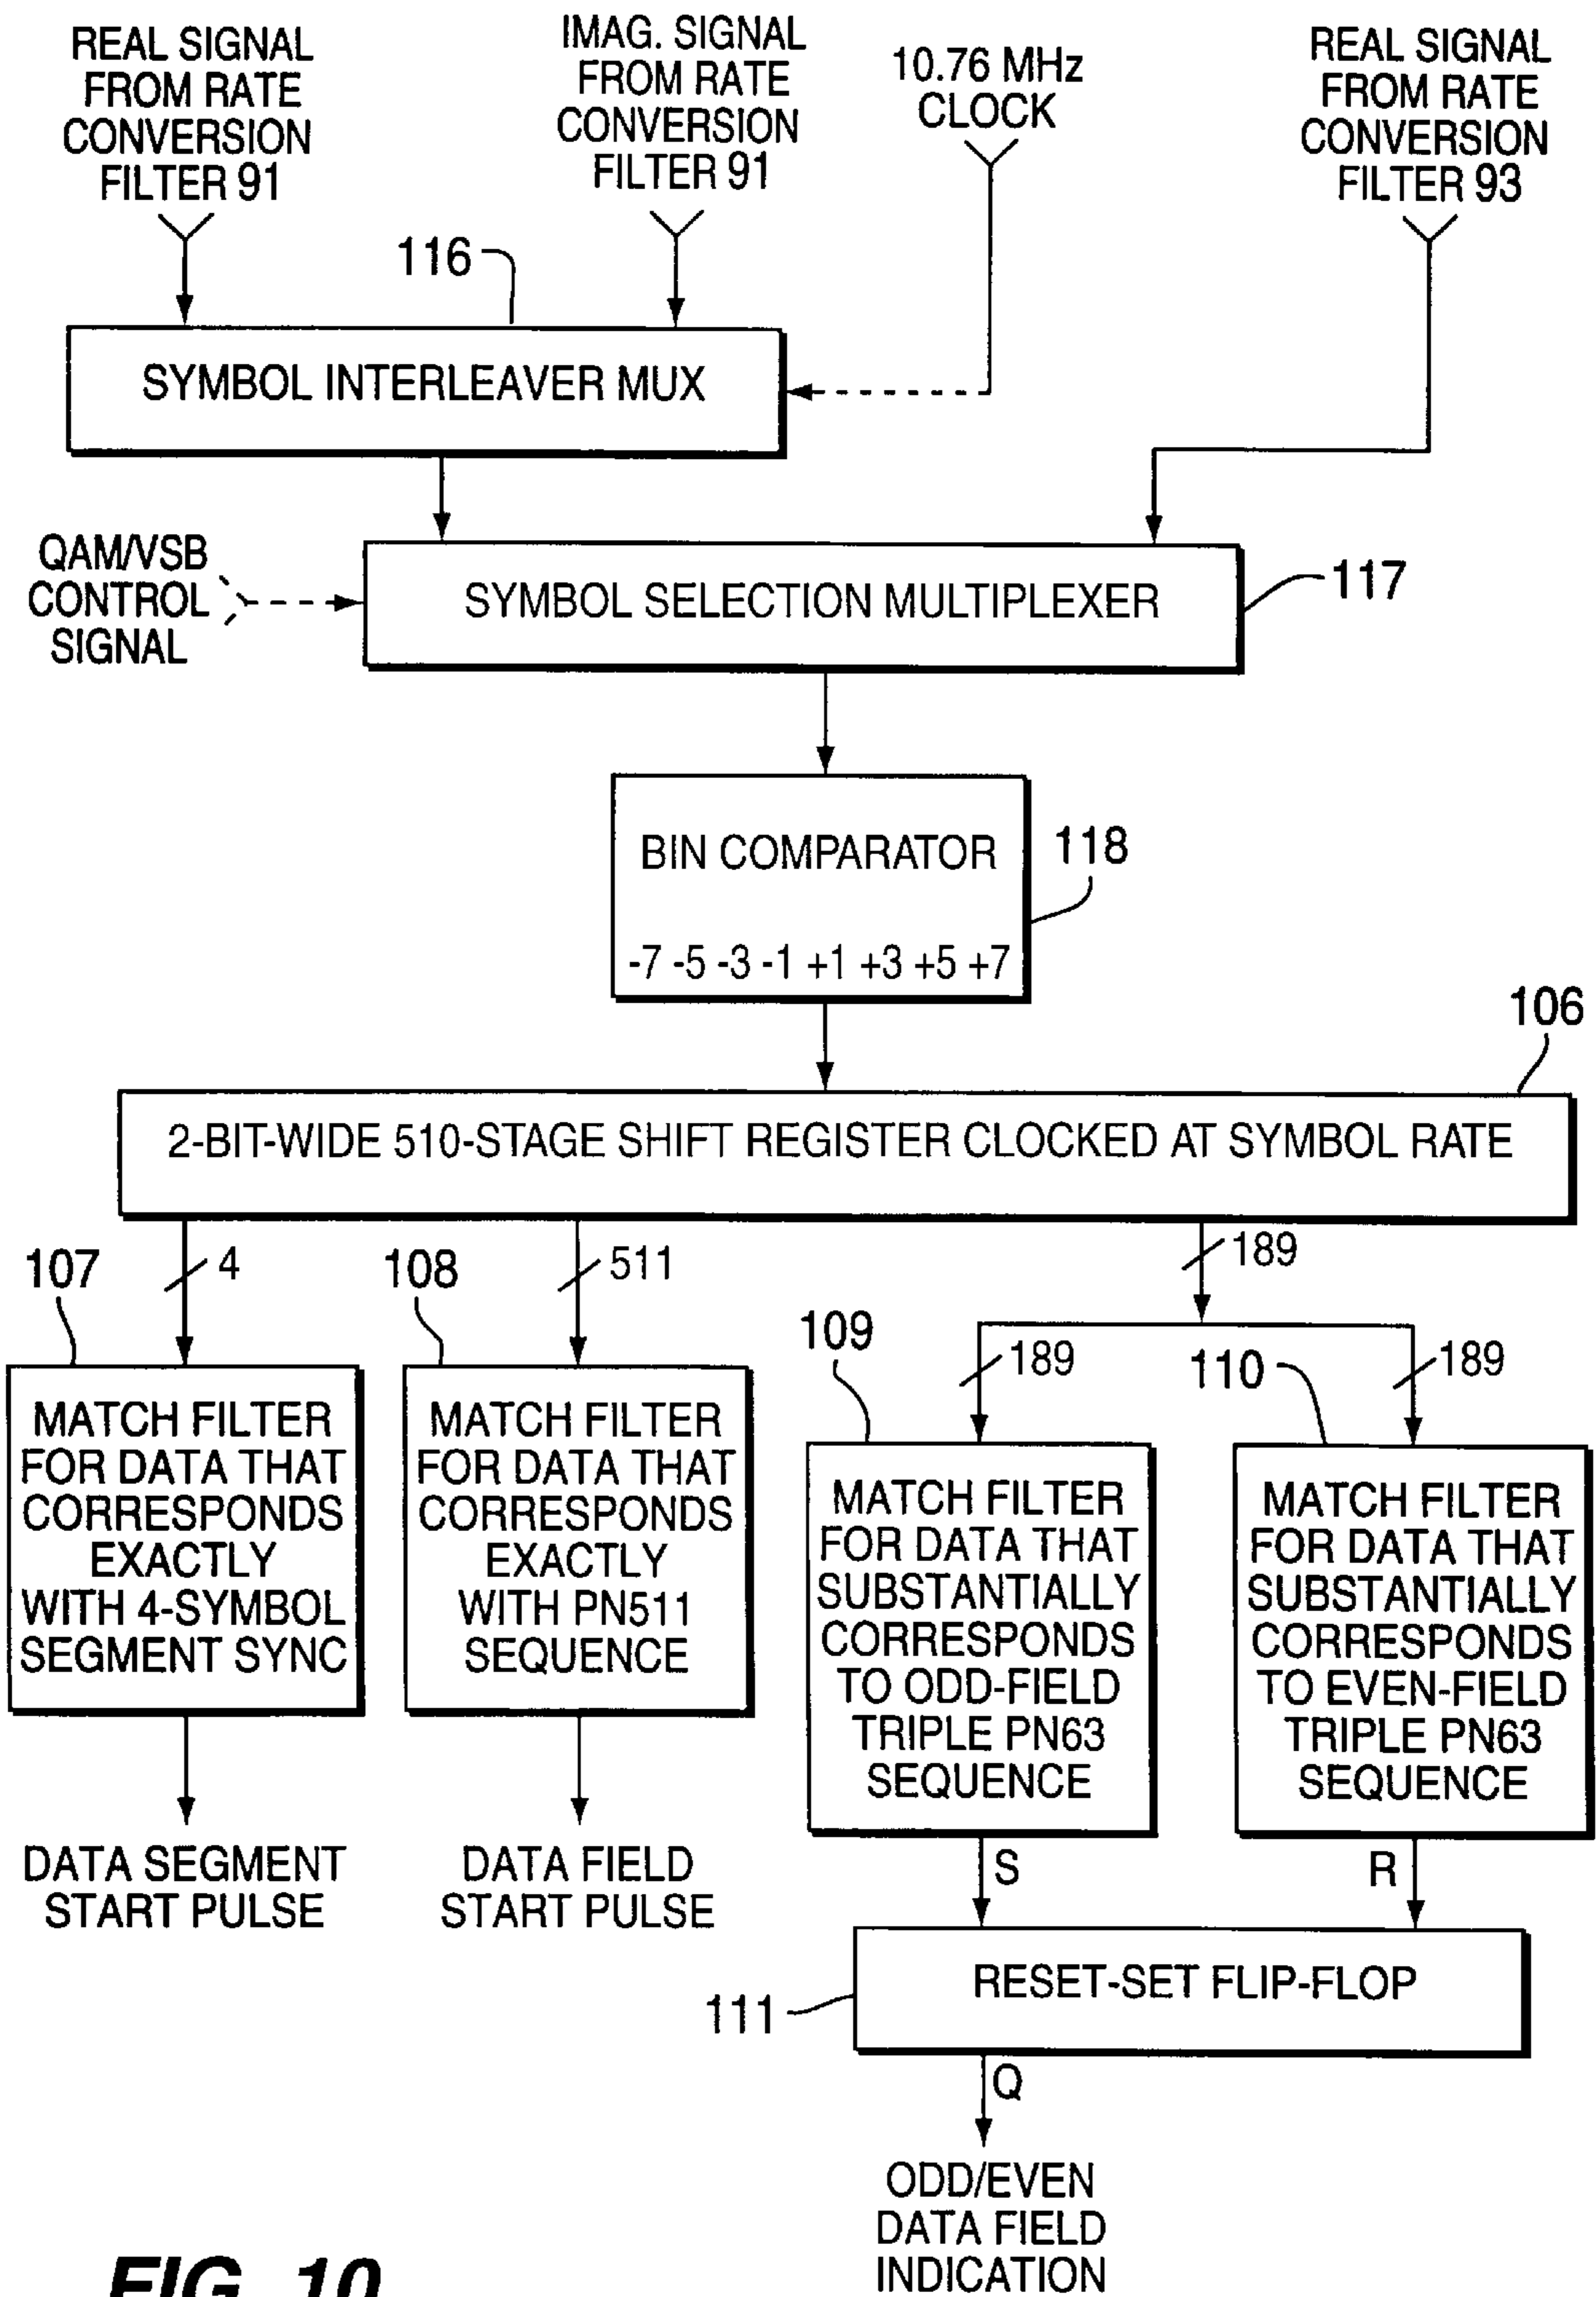 REAL SIGNAL
FROM RATE
CONVERSION
FILTER 91
IMAG. SIGNAL
FROM RATE
CONVERSION
FILTER 91
10.76 MHz
CLOCK
REAL SIGNAL
FROM RATE
CONVERSION
FILTER 93
116
SYMBOL INTERLEAVER MUX
QAM/VSB
CONTROL
SIGNAL
SYMBOL SELECTION MULTIPLEXER
117
BIN COMPARATOR
-7 -5 -3 -1 +1 +3 +5 +7
118
106
2-BIT-WIDE 510-STAGE SHIFT REGISTER CLOCKED AT SYMBOL RATE
107
4
108
511
189
109
189
110
189
MATCH FILTER
FOR DATA THAT
CORRESPONDS
EXACTLY
WITH 4-SYMBOL
SEGMENT SYNC
MATCH FILTER
FOR DATA THAT
CORRESPONDS
EXACTLY
WITH PN511
SEQUENCE
MATCH FILTER
FOR DATA THAT
SUBSTANTIALLY
CORRESPONDS
TO ODD-FIELD
TRIPLE PN63
SEQUENCE
MATCH FILTER
FOR DATA THAT
SUBSTANTIALLY
CORRESPONDS
TO EVEN-FIELD
TRIPLE PN63
SEQUENCE
DATA SEGMENT
START PULSE
DATA FIELD
START PULSE
S
R
RESET-SET FLIP-FLOP
111
Q
ODD/EVEN
DATA FIELD
INDICATION
FIG. 10